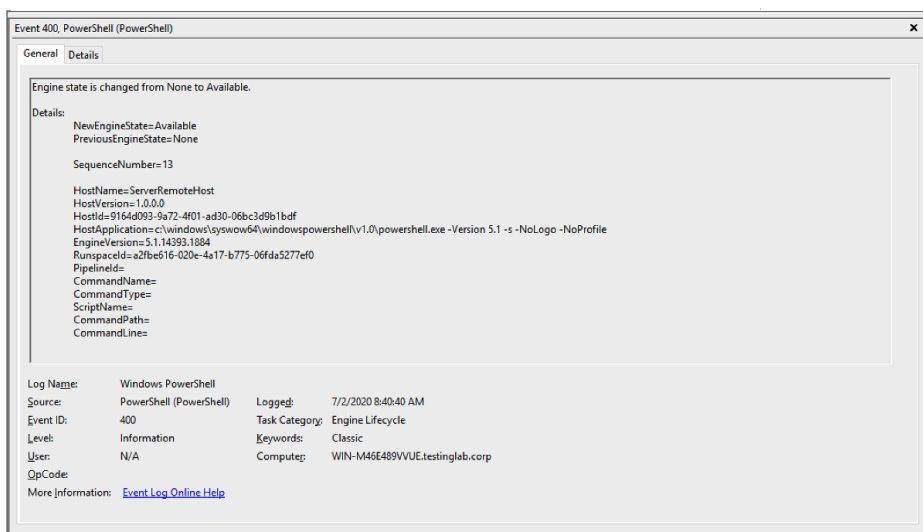 Event 400, PowerShell (PowerShell)
General Details
Engine state is changed from None to Available.
Details:
NewEngineState=Available
PreviousEngineState=None
SequenceNumber=13
HostName=ServerRemoteHost
HostVersion=1.0.0.0
HostId=9164d093-9a72-4f01-ad30-06bc3d9b1bdf
HostApplication=c:\windows\syswow64\windowspowershell\v1.0\powershell.exe -Version 5.1 -s -NoLogo -NoProfile
EngineVersion=5.1.14393.1884
RunspaceId=a2fbe616-020e-4a17-b775-06fda5277ef0
PipelineId=
CommandName=
CommandType=
ScriptName=
CommandPath=
CommandLine=
Log Name: Windows PowerShell
Source: PowerShell (PowerShell) Logged: 7/2/2020 8:40:40 AM
Event ID: 400 Task Category: Engine Lifecycle
Level: Information Keywords: Classic
User: N/A Computer: WIN-M46E489VVUE.testinglab.corp
OpCode:
More Information: Event Log Online Help